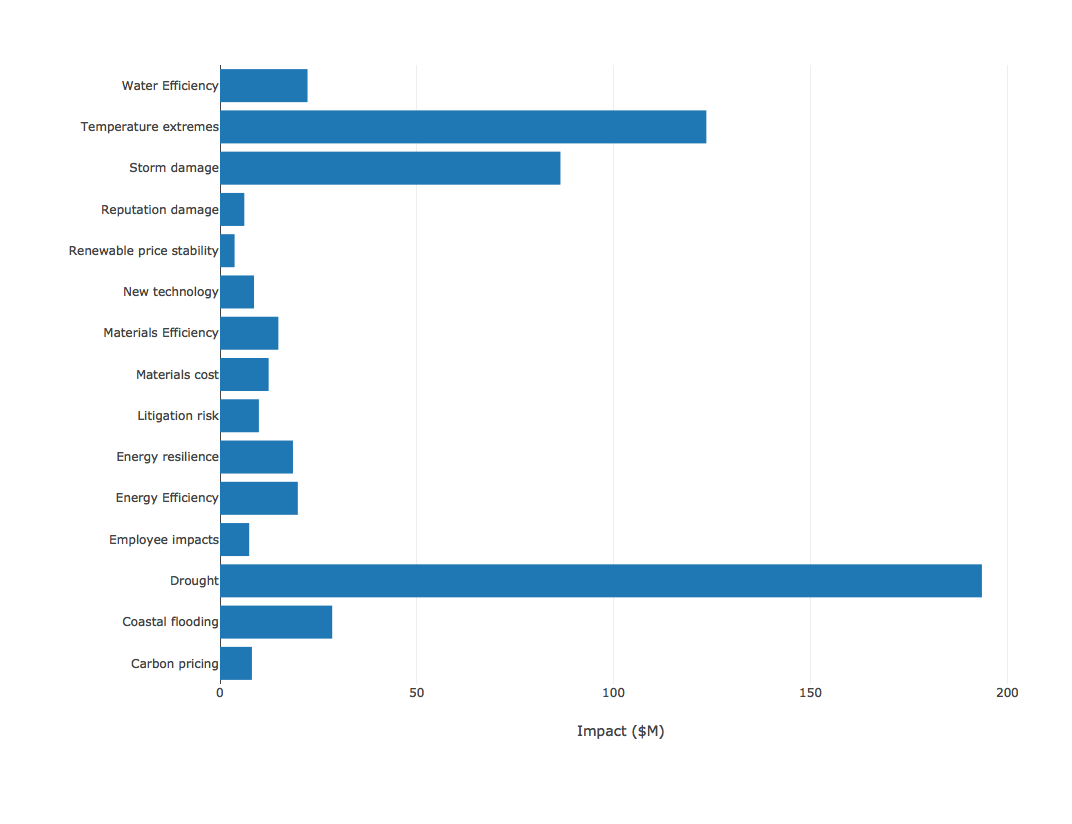 Water Efficiency
Temperature extremes
Storm damage
Reputation damage
Renewable price stability
New technology
Materials Efficiency
Materials cost
Litigation risk
Energy resilience
Energy Efficiency
Employee impacts
Drought
Coastal flooding
Carbon pricing
0 50 100 150 200
Impact ($M)